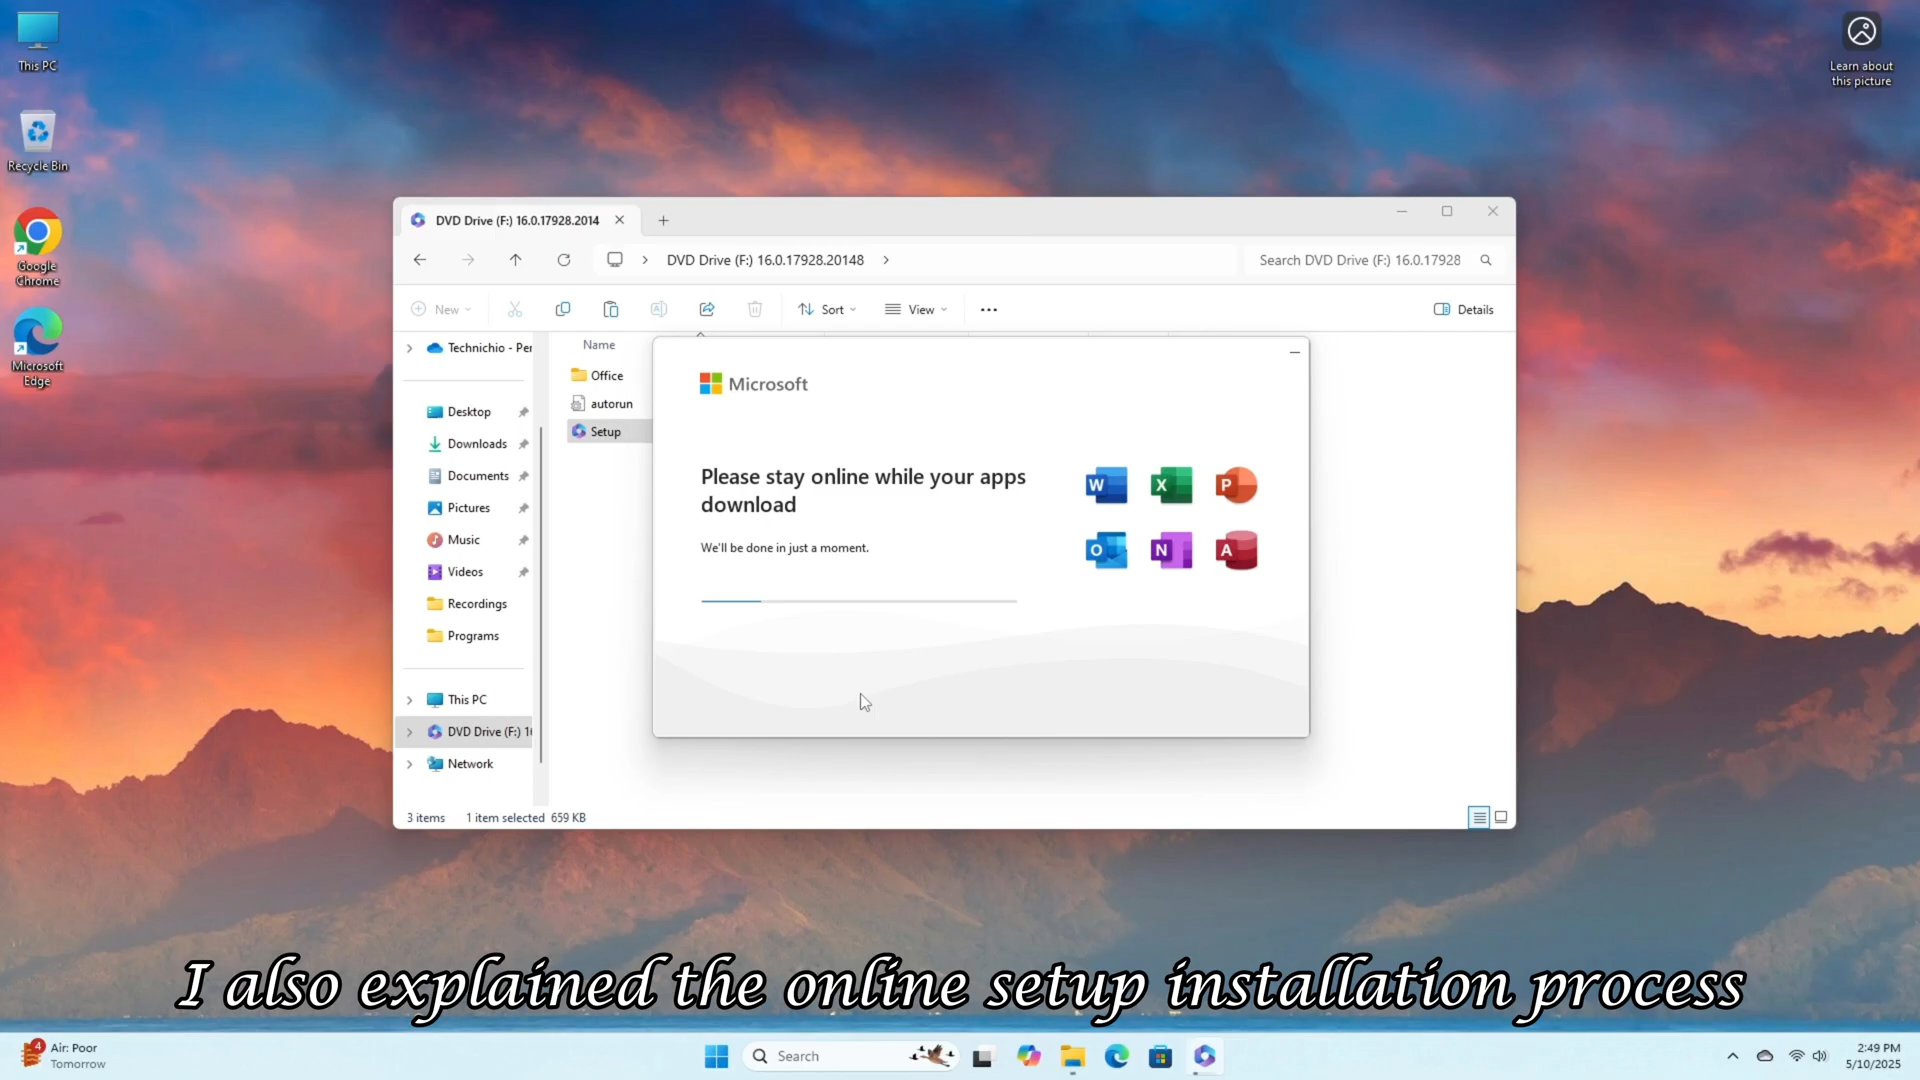 This PC
Recycle Bin
Google
Chrome
Microsoft
Edge
Learn about
this picture
DVD Drive (F:) 16.0.17928.2014
DVD Drive (F:) 16.0.17928.20148
Search DVD Drive (F:) 16.0.17928
New
Sort
View
Details
Technichio - Per
Desktop
Downloads
Documents
Pictures
Music
Videos
Recordings
Programs
This PC
DVD Drive (F:) 16
Network
Name
Office
autorun
Setup
Microsoft
Please stay online while your apps
download
We'll be done in just a moment.
W X P
O N A
3 items 1 item selected 659 KB
I also explained the online setup installation process
4
Air: Poor
Tomorrow
Search
2:49 PM
5/10/2025